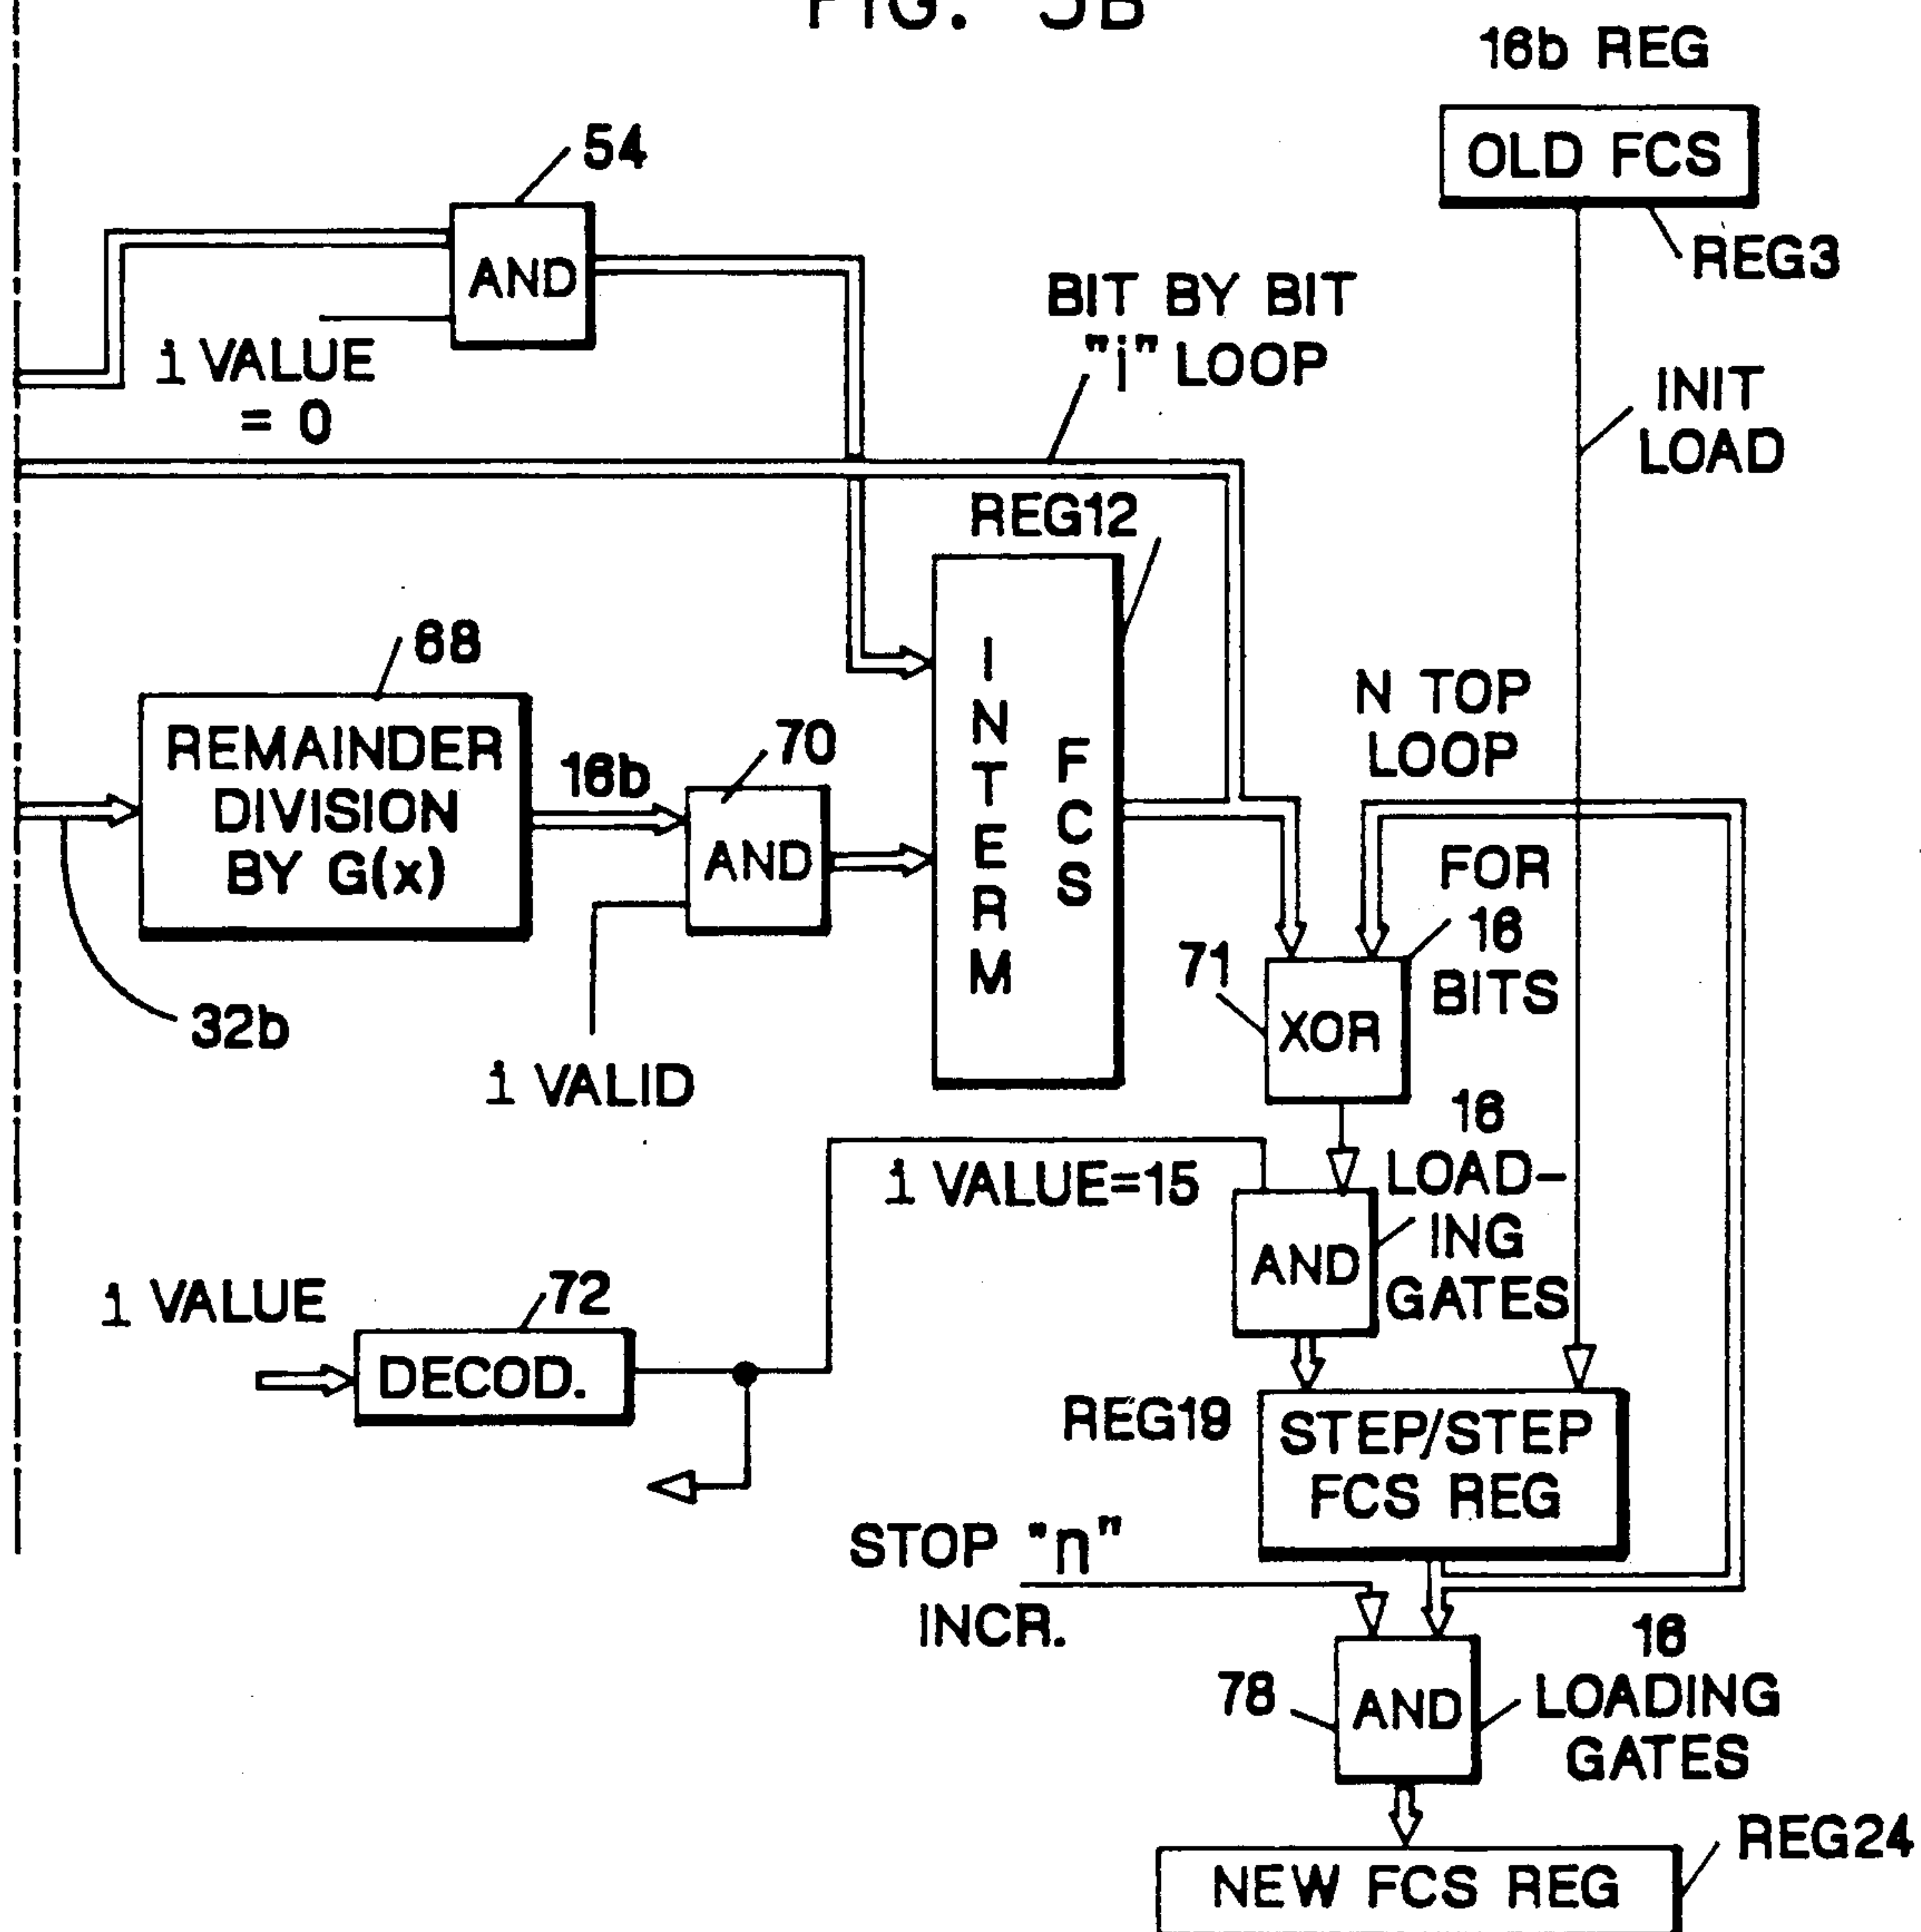 FIG. 5B
16b REG
OLD FCS
REG3
54
AND
i VALUE
= 0
BIT BY BIT
"i" LOOP
INIT
LOAD
REG12
68
REMAINDER
DIVISION
BY G(x)
16b
70
AND
32b
i VALID
INTERM
FCS
N TOP
LOOP
FOR
16
BITS
71
XOR
i VALUE=15
16
LOAD-
ING
GATES
AND
i VALUE
72
DECOD.
REG19
STEP/STEP
FCS REG
STOP "n"
INCR.
78
AND
16
LOADING
GATES
REG24
NEW FCS REG